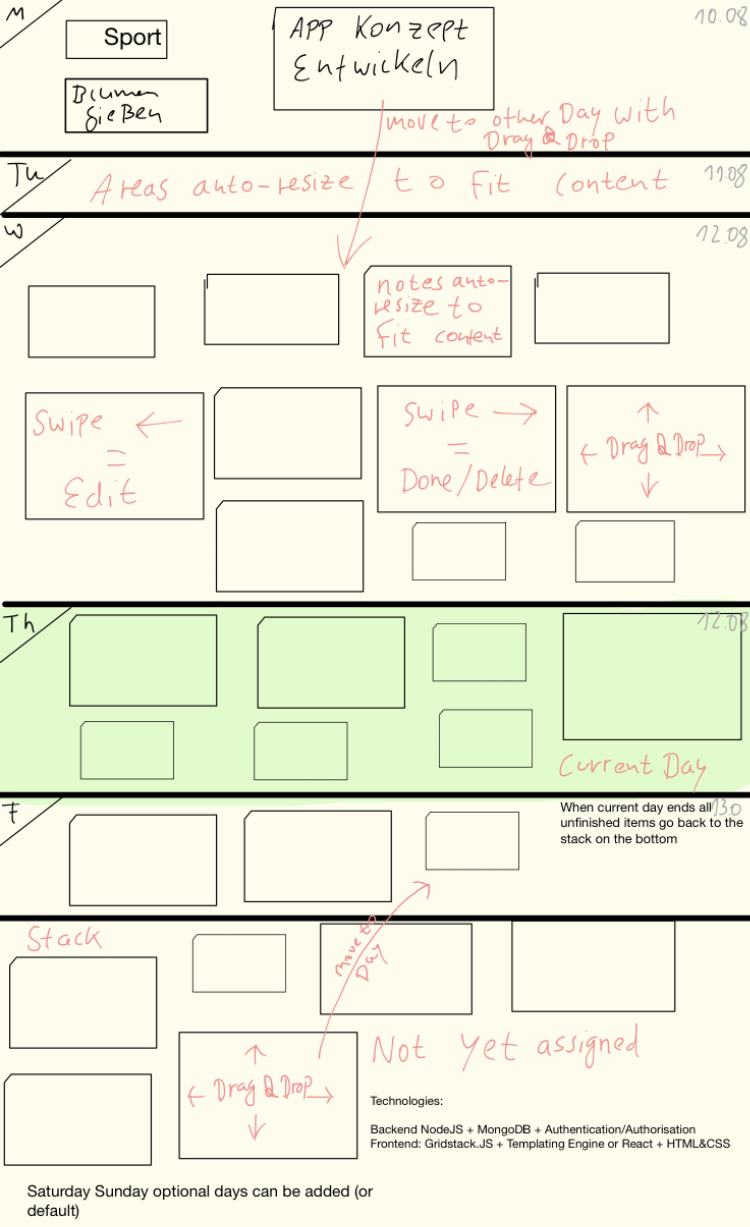 M
10.08
Sport
APP Konzept
Entwickeln
Blumen
gießen
move to other Day with
Drag & Drop
Tu
11.08
Areas auto-resize to fit content
W
12.08
notes auto-
resize to
fit content
Swipe ←
=
Edit
Swipe →
=
Done/Delete
↑
← Drag & Drop →
↓
Th
12.08
Current Day
F
13.0
When current day ends all
unfinished items go back to the
stack on the bottom
Stack
move to
Day
↑
← Drag & Drop →
↓
Not yet assigned
Technologies:
Backend NodeJS + MongoDB + Authentication/Authorisation
Frontend: Gridstack.JS + Templating Engine or React + HTML&CSS
Saturday Sunday optional days can be added (or
default)